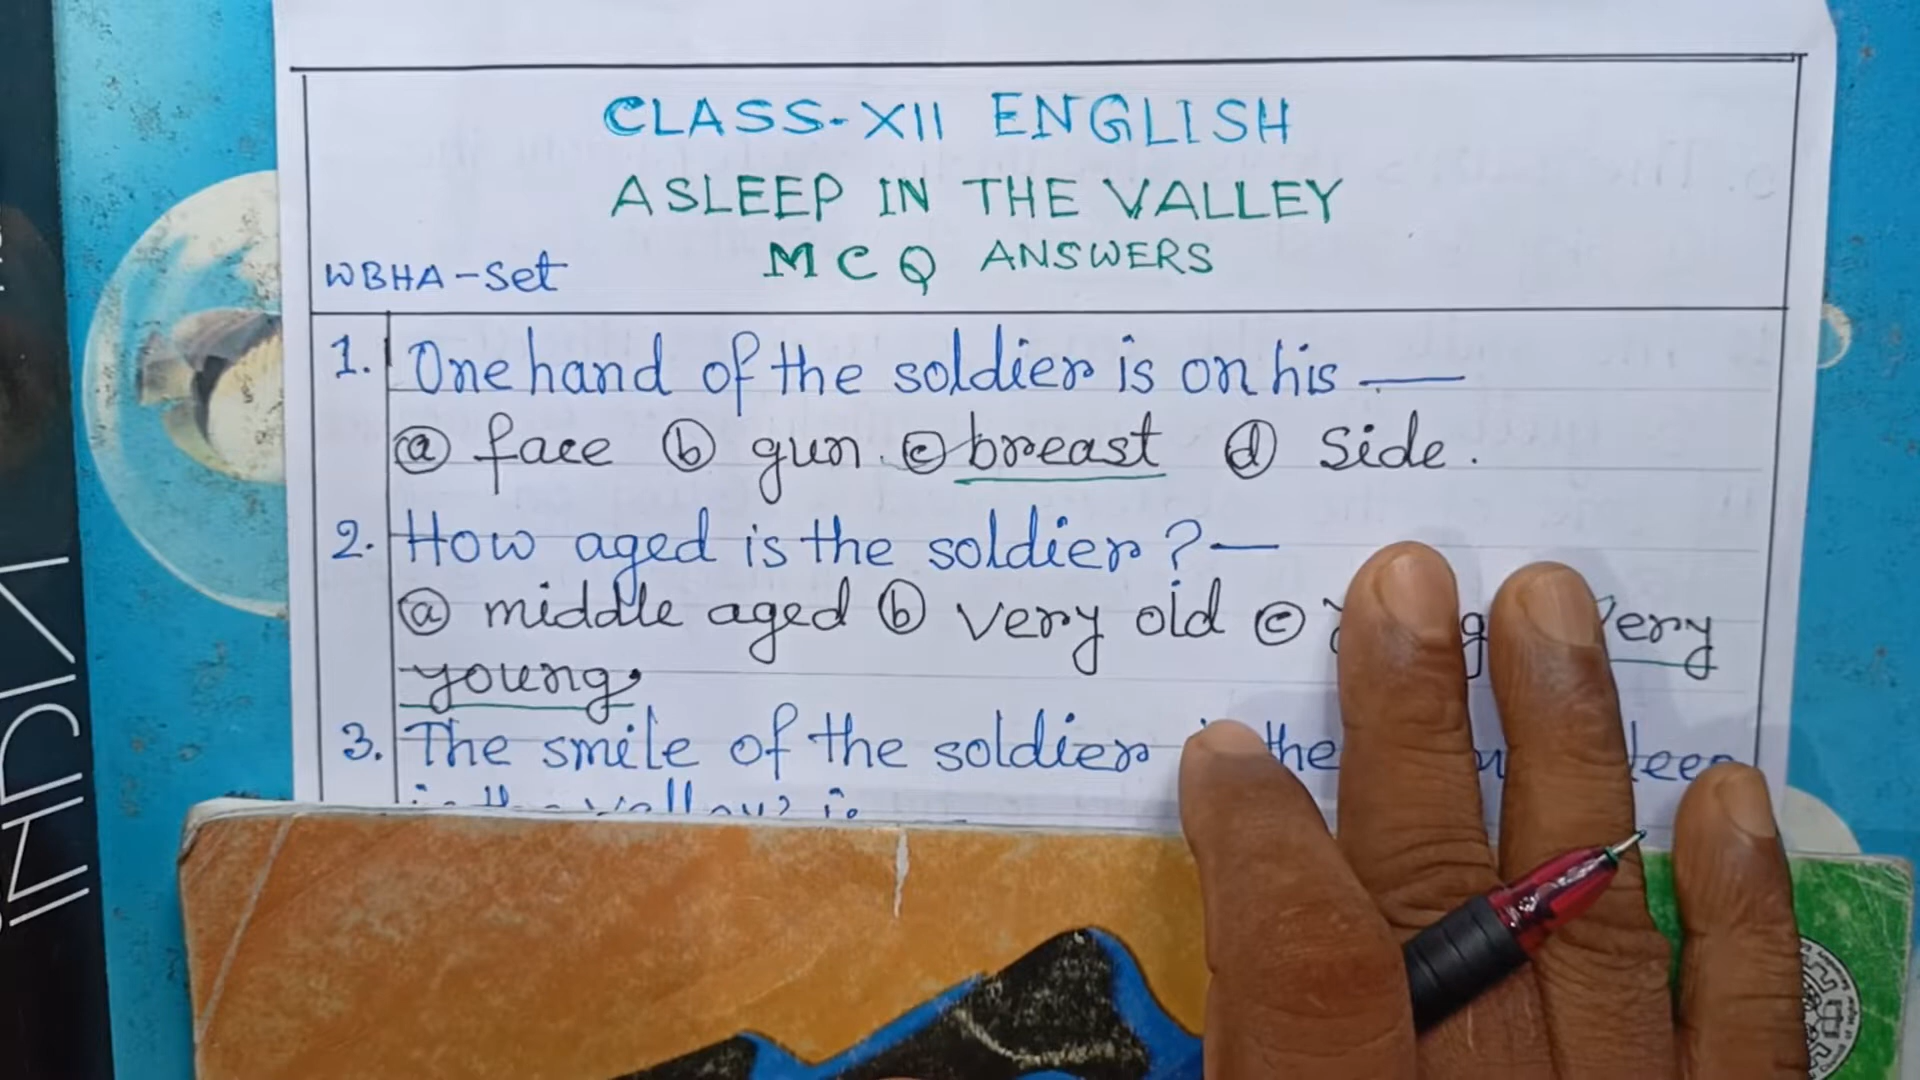 CLASS-XII ENGLISH
ASLEEP IN THE VALLEY
MCQ ANSWERS
WBHA-Set
1. One hand of the soldier is on his —
ⓐ face ⓑ gun ⓒ breast ⓓ side.
2. How aged is the soldier? —
ⓐ middle aged ⓑ very old ⓒ very
young.
3. The smile of the soldier the